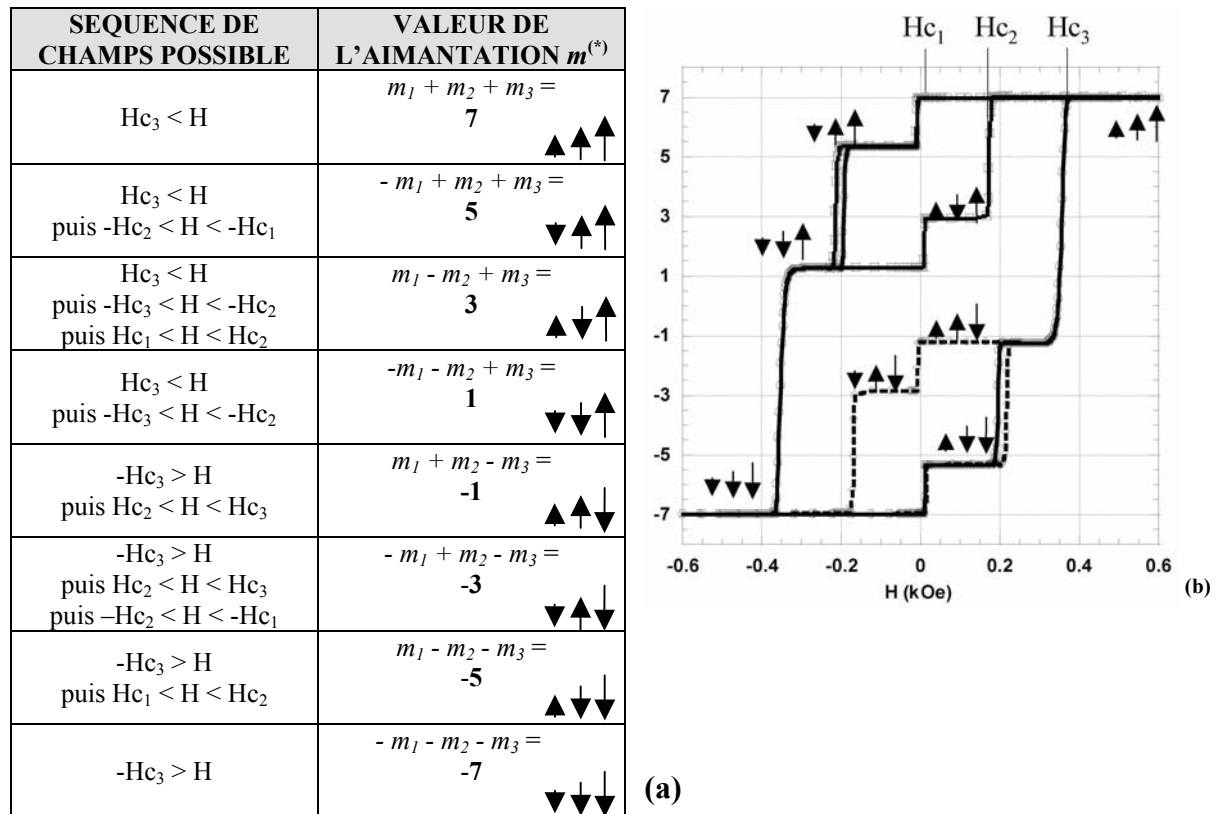 SEQUENCE DE
CHAMPS POSSIBLE
VALEUR DE
L'AIMANTATION m(*)
Hc3 < H
m1 + m2 + m3 =
7
Hc3 < H
puis -Hc2 < H < -Hc1
- m1 + m2 + m3 =
5
Hc3 < H
puis -Hc3 < H < -Hc2
puis Hc1 < H < Hc2
m1 - m2 + m3 =
3
Hc3 < H
puis -Hc3 < H < -Hc2
-m1 - m2 + m3 =
1
-Hc3 > H
puis Hc2 < H < Hc3
m1 + m2 - m3 =
-1
-Hc3 > H
puis Hc2 < H < Hc3
puis –Hc2 < H < -Hc1
- m1 + m2 - m3 =
-3
-Hc3 > H
puis Hc1 < H < Hc2
m1 - m2 - m3 =
-5
-Hc3 > H
- m1 - m2 - m3 =
-7
(a)
Hc1 Hc2 Hc3
7
5
3
1
-1
-3
-5
-7
-0.6 -0.4 -0.2 0 0.2 0.4 0.6
H (kOe)
(b)